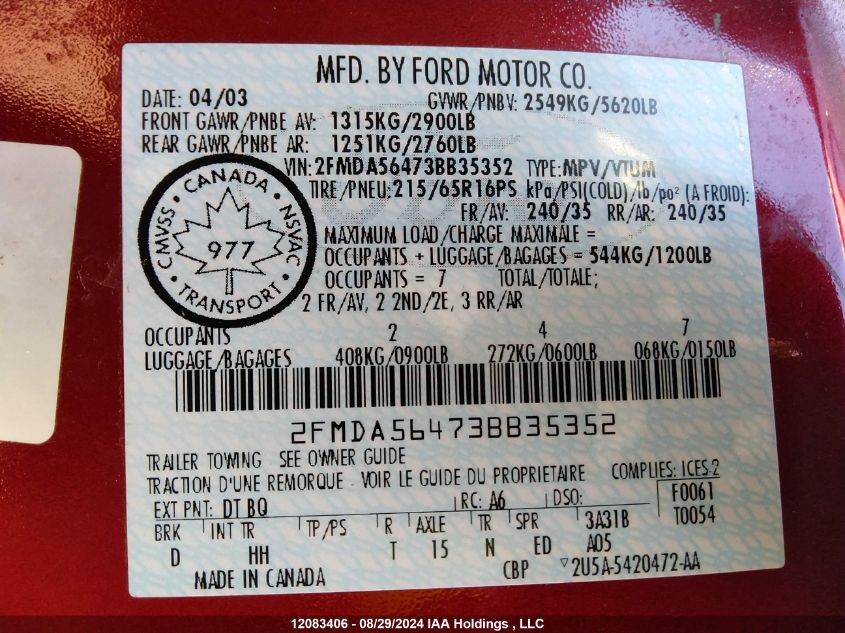 MFD. BY FORD MOTOR CO.
DATE: 04/03 GVWR/PNBV: 2549KG/5620LB
FRONT GAWR/PNBE AV: 1315KG/2900LB
REAR GAWR/PNBE AR: 1251KG/2760LB
VIN: 2FMDA56473BB35352 TYPE: MPV/VTUM
TIRE/PNEU: 215/65R16PS kPa/PSI(COLD)/lb/po² (A FROID):
FR/AV: 240/35 RR/AR: 240/35
MAXIMUM LOAD/CHARGE MAXIMALE =
OCCUPANTS + LUGGAGE/BAGAGES = 544KG/1200LB
OCCUPANTS = 7 TOTAL/TOTALE;
2 FR/AV, 2 2ND/2E, 3 RR/AR
CANADA
CMVSS · NSVAC
977
TRANSPORT
OCCUPANTS 2 4 7
LUGGAGE/BAGAGES 408KG/0900LB 272KG/0600LB 068KG/0150LB
2FMDA56473BB35352
TRAILER TOWING SEE OWNER GUIDE
TRACTION D'UNE REMORQUE - VOIR LE GUIDE DU PROPRIETAIRE COMPLIES: ICES-2
EXT PNT: DT BQ RC: A6 DSO: F0061
BRK INT TR TP/PS R AXLE TR SPR 3A31B T0054
D HH T 15 N ED A05
MADE IN CANADA CBP ▽2U5A-5420472-AA
12083406 - 08/29/2024 IAA Holdings , LLC